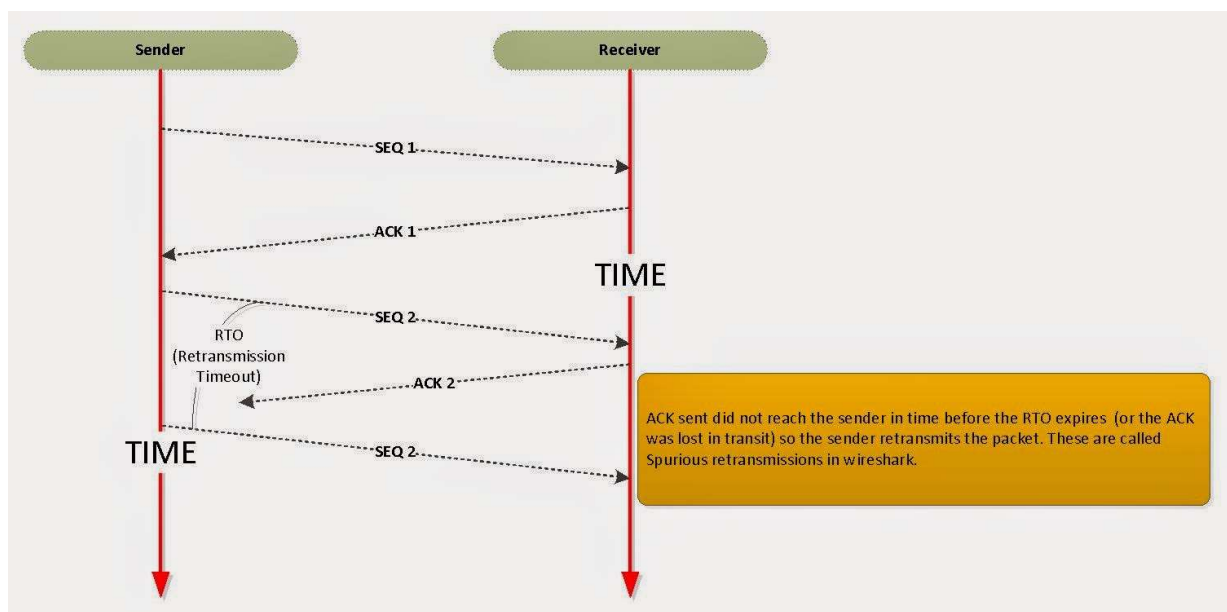 Sender
Receiver
SEQ 1
ACK 1
TIME
SEQ 2
RTO
(Retransmission
Timeout)
ACK 2
ACK sent did not reach the sender in time before the RTO expires (or the ACK
was lost in transit) so the sender retransmits the packet. These are called
Spurious retransmissions in wireshark.
TIME
SEQ 2